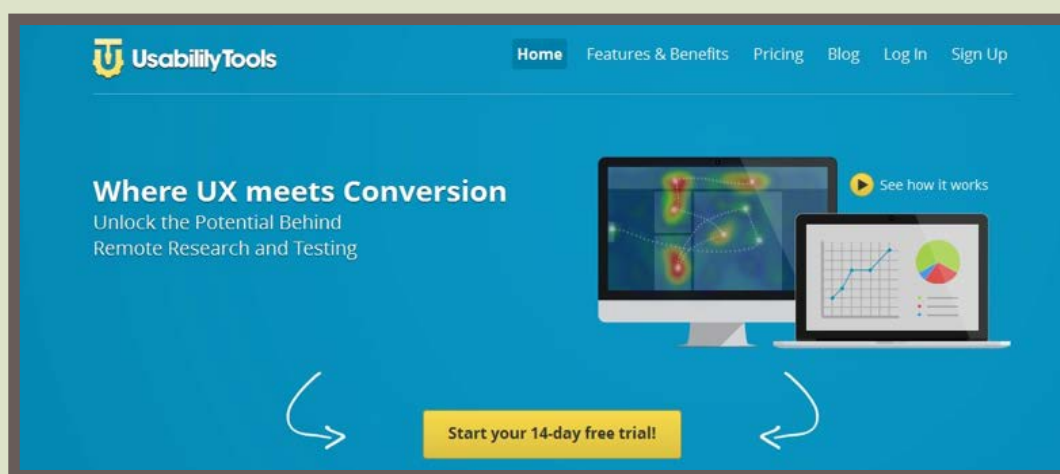 UsabilityTools
Home Features & Benefits Pricing Blog Log In Sign Up
Where UX meets Conversion
Unlock the Potential Behind
Remote Research and Testing
See how it works
Start your 14-day free trial!